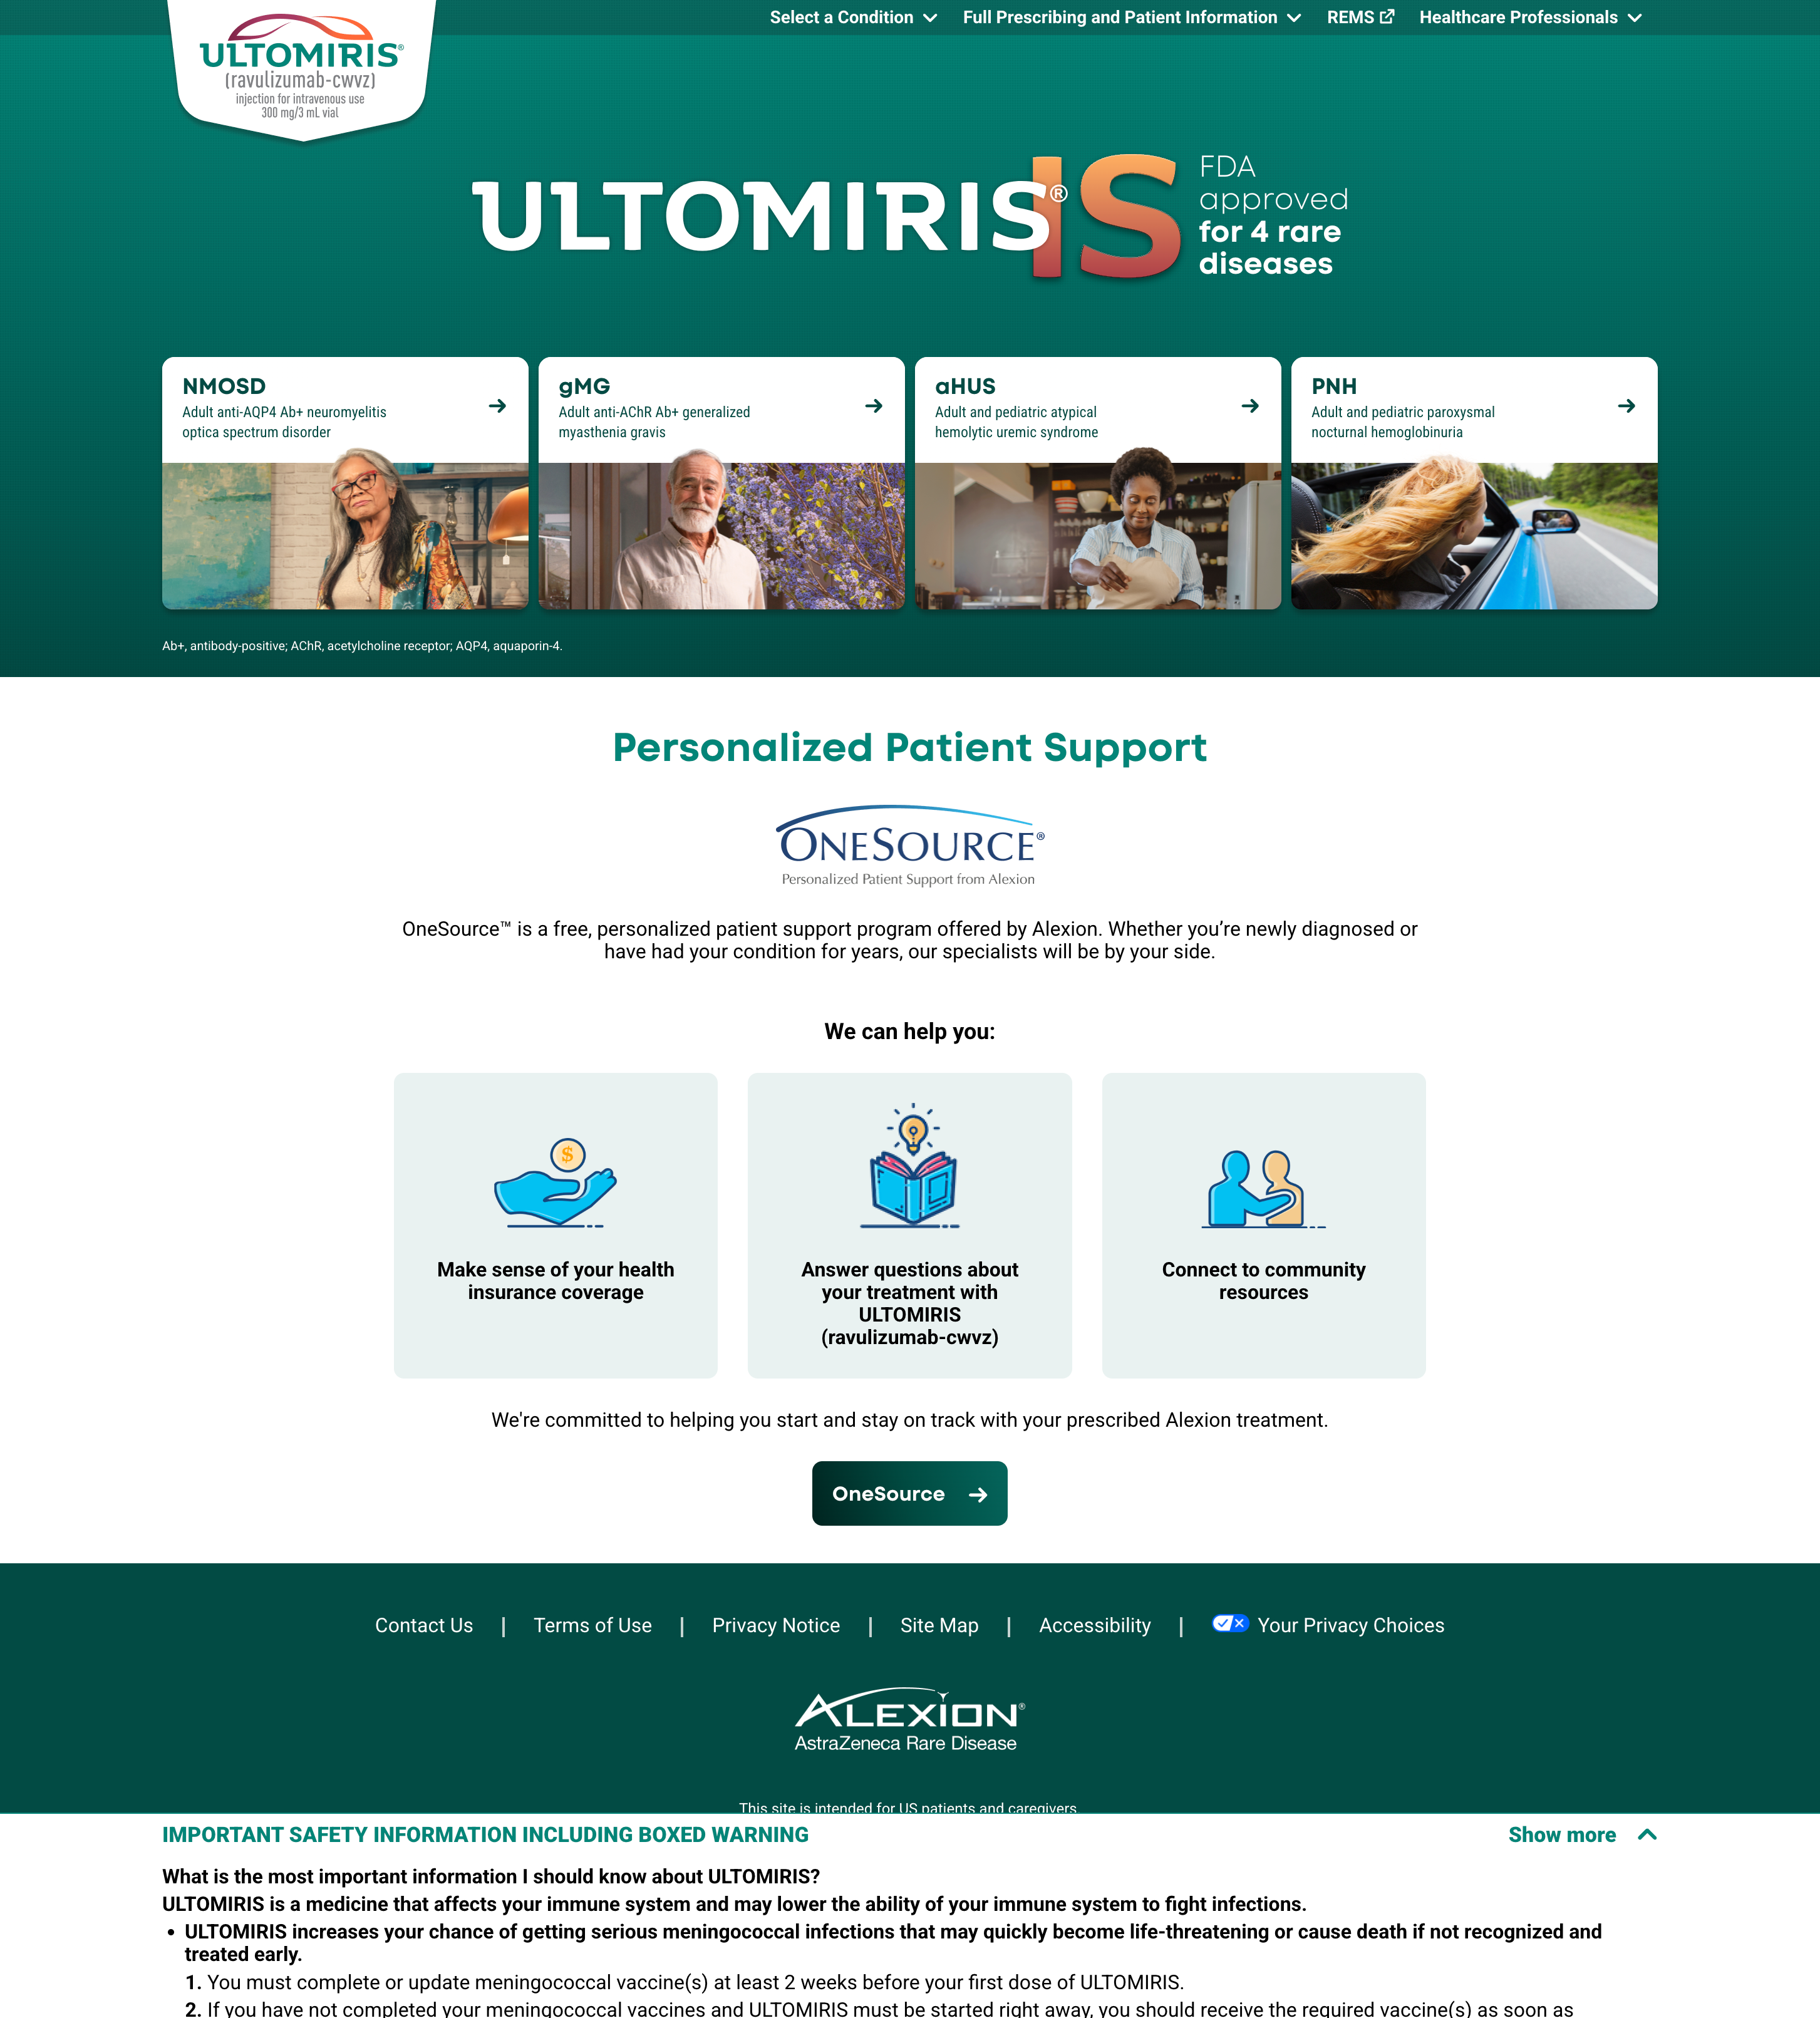 Select a Condition
Full Prescribing and Patient Information
REMS
Healthcare Professionals
ULTOMIRIS®
(ravulizumab-cwvz)
injection for intravenous use
300 mg/3 mL vial
ULTOMIRIS®
IS
FDA
approved
for 4 rare
diseases
NMOSD
Adult anti-AQP4 Ab+ neuromyelitis
optica spectrum disorder
gMG
Adult anti-AChR Ab+ generalized
myasthenia gravis
aHUS
Adult and pediatric atypical
hemolytic uremic syndrome
PNH
Adult and pediatric paroxysmal
nocturnal hemoglobinuria
Ab+, antibody-positive; AChR, acetylcholine receptor; AQP4, aquaporin-4.
Personalized Patient Support
ONESOURCE®
Personalized Patient Support from Alexion
OneSource™ is a free, personalized patient support program offered by Alexion. Whether you’re newly diagnosed or
have had your condition for years, our specialists will be by your side.
We can help you:
$
Make sense of your health
insurance coverage
Answer questions about
your treatment with
ULTOMIRIS
(ravulizumab-cwvz)
Connect to community
resources
We're committed to helping you start and stay on track with your prescribed Alexion treatment.
OneSource
Contact Us | Terms of Use | Privacy Notice | Site Map | Accessibility | Your Privacy Choices
ALEXION®
AstraZeneca Rare Disease
This site is intended for US patients and caregivers.
IMPORTANT SAFETY INFORMATION INCLUDING BOXED WARNING
Show more
What is the most important information I should know about ULTOMIRIS?
ULTOMIRIS is a medicine that affects your immune system and may lower the ability of your immune system to fight infections.
• ULTOMIRIS increases your chance of getting serious meningococcal infections that may quickly become life-threatening or cause death if not recognized and
treated early.
1. You must complete or update meningococcal vaccine(s) at least 2 weeks before your first dose of ULTOMIRIS.
2. If you have not completed your meningococcal vaccines and ULTOMIRIS must be started right away, you should receive the required vaccine(s) as soon as